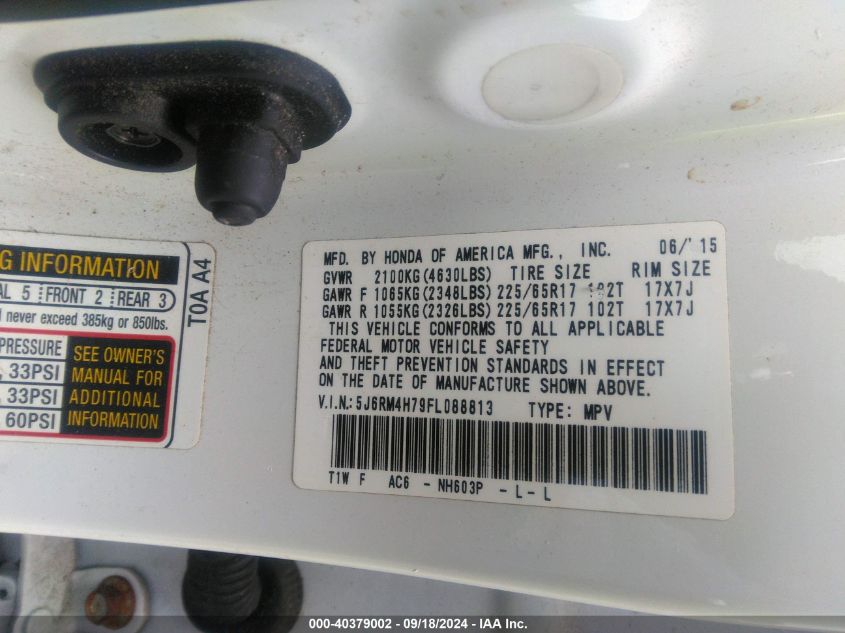 G INFORMATION
AL 5 FRONT 2 REAR 3
never exceed 385kg or 850lbs.
PRESSURE
33PSI
33PSI
60PSI
SEE OWNER'S
MANUAL FOR
ADDITIONAL
INFORMATION
T0A A4
MFD. BY HONDA OF AMERICA MFG., INC. 06/'15
GVWR 2100KG(4630LBS) TIRE SIZE RIM SIZE
GAWR F 1065KG(2348LBS) 225/65R17 102T 17X7J
GAWR R 1055KG(2326LBS) 225/65R17 102T 17X7J
THIS VEHICLE CONFORMS TO ALL APPLICABLE
FEDERAL MOTOR VEHICLE SAFETY
AND THEFT PREVENTION STANDARDS IN EFFECT
ON THE DATE OF MANUFACTURE SHOWN ABOVE.
V.I.N.:5J6RM4H79FL088813 TYPE: MPV
T1W F AC6 - NH603P - L - L
000-40379002 - 09/18/2024 - IAA Inc.